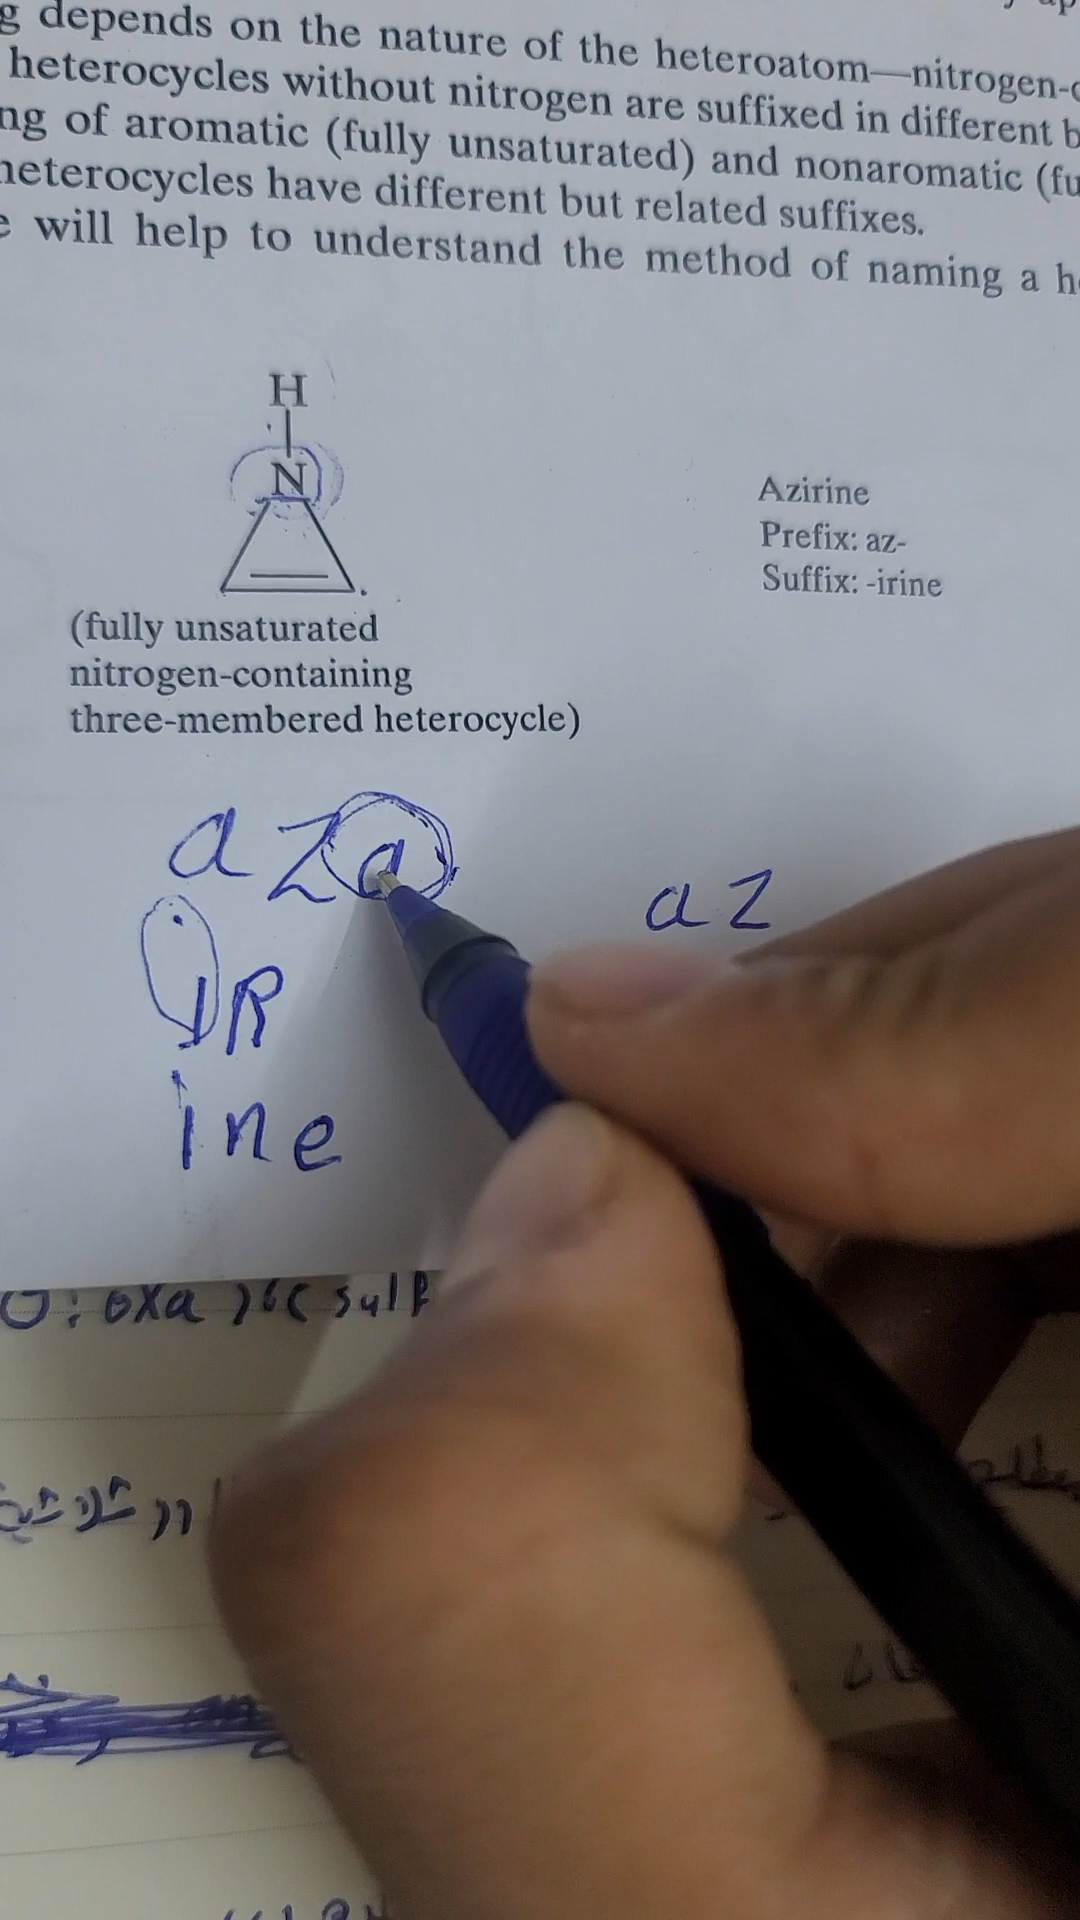 g depends on the nature of the heteroatom—nitrogen-c
heterocycles without nitrogen are suffixed in different b
ng of aromatic (fully unsaturated) and nonaromatic (fu
heterocycles have different but related suffixes.
e will help to understand the method of naming a he
H
N
Azirine
Prefix: az-
Suffix: -irine
(fully unsaturated
nitrogen-containing
three-membered heterocycle)
aza
az
IR
ine
O: oxa